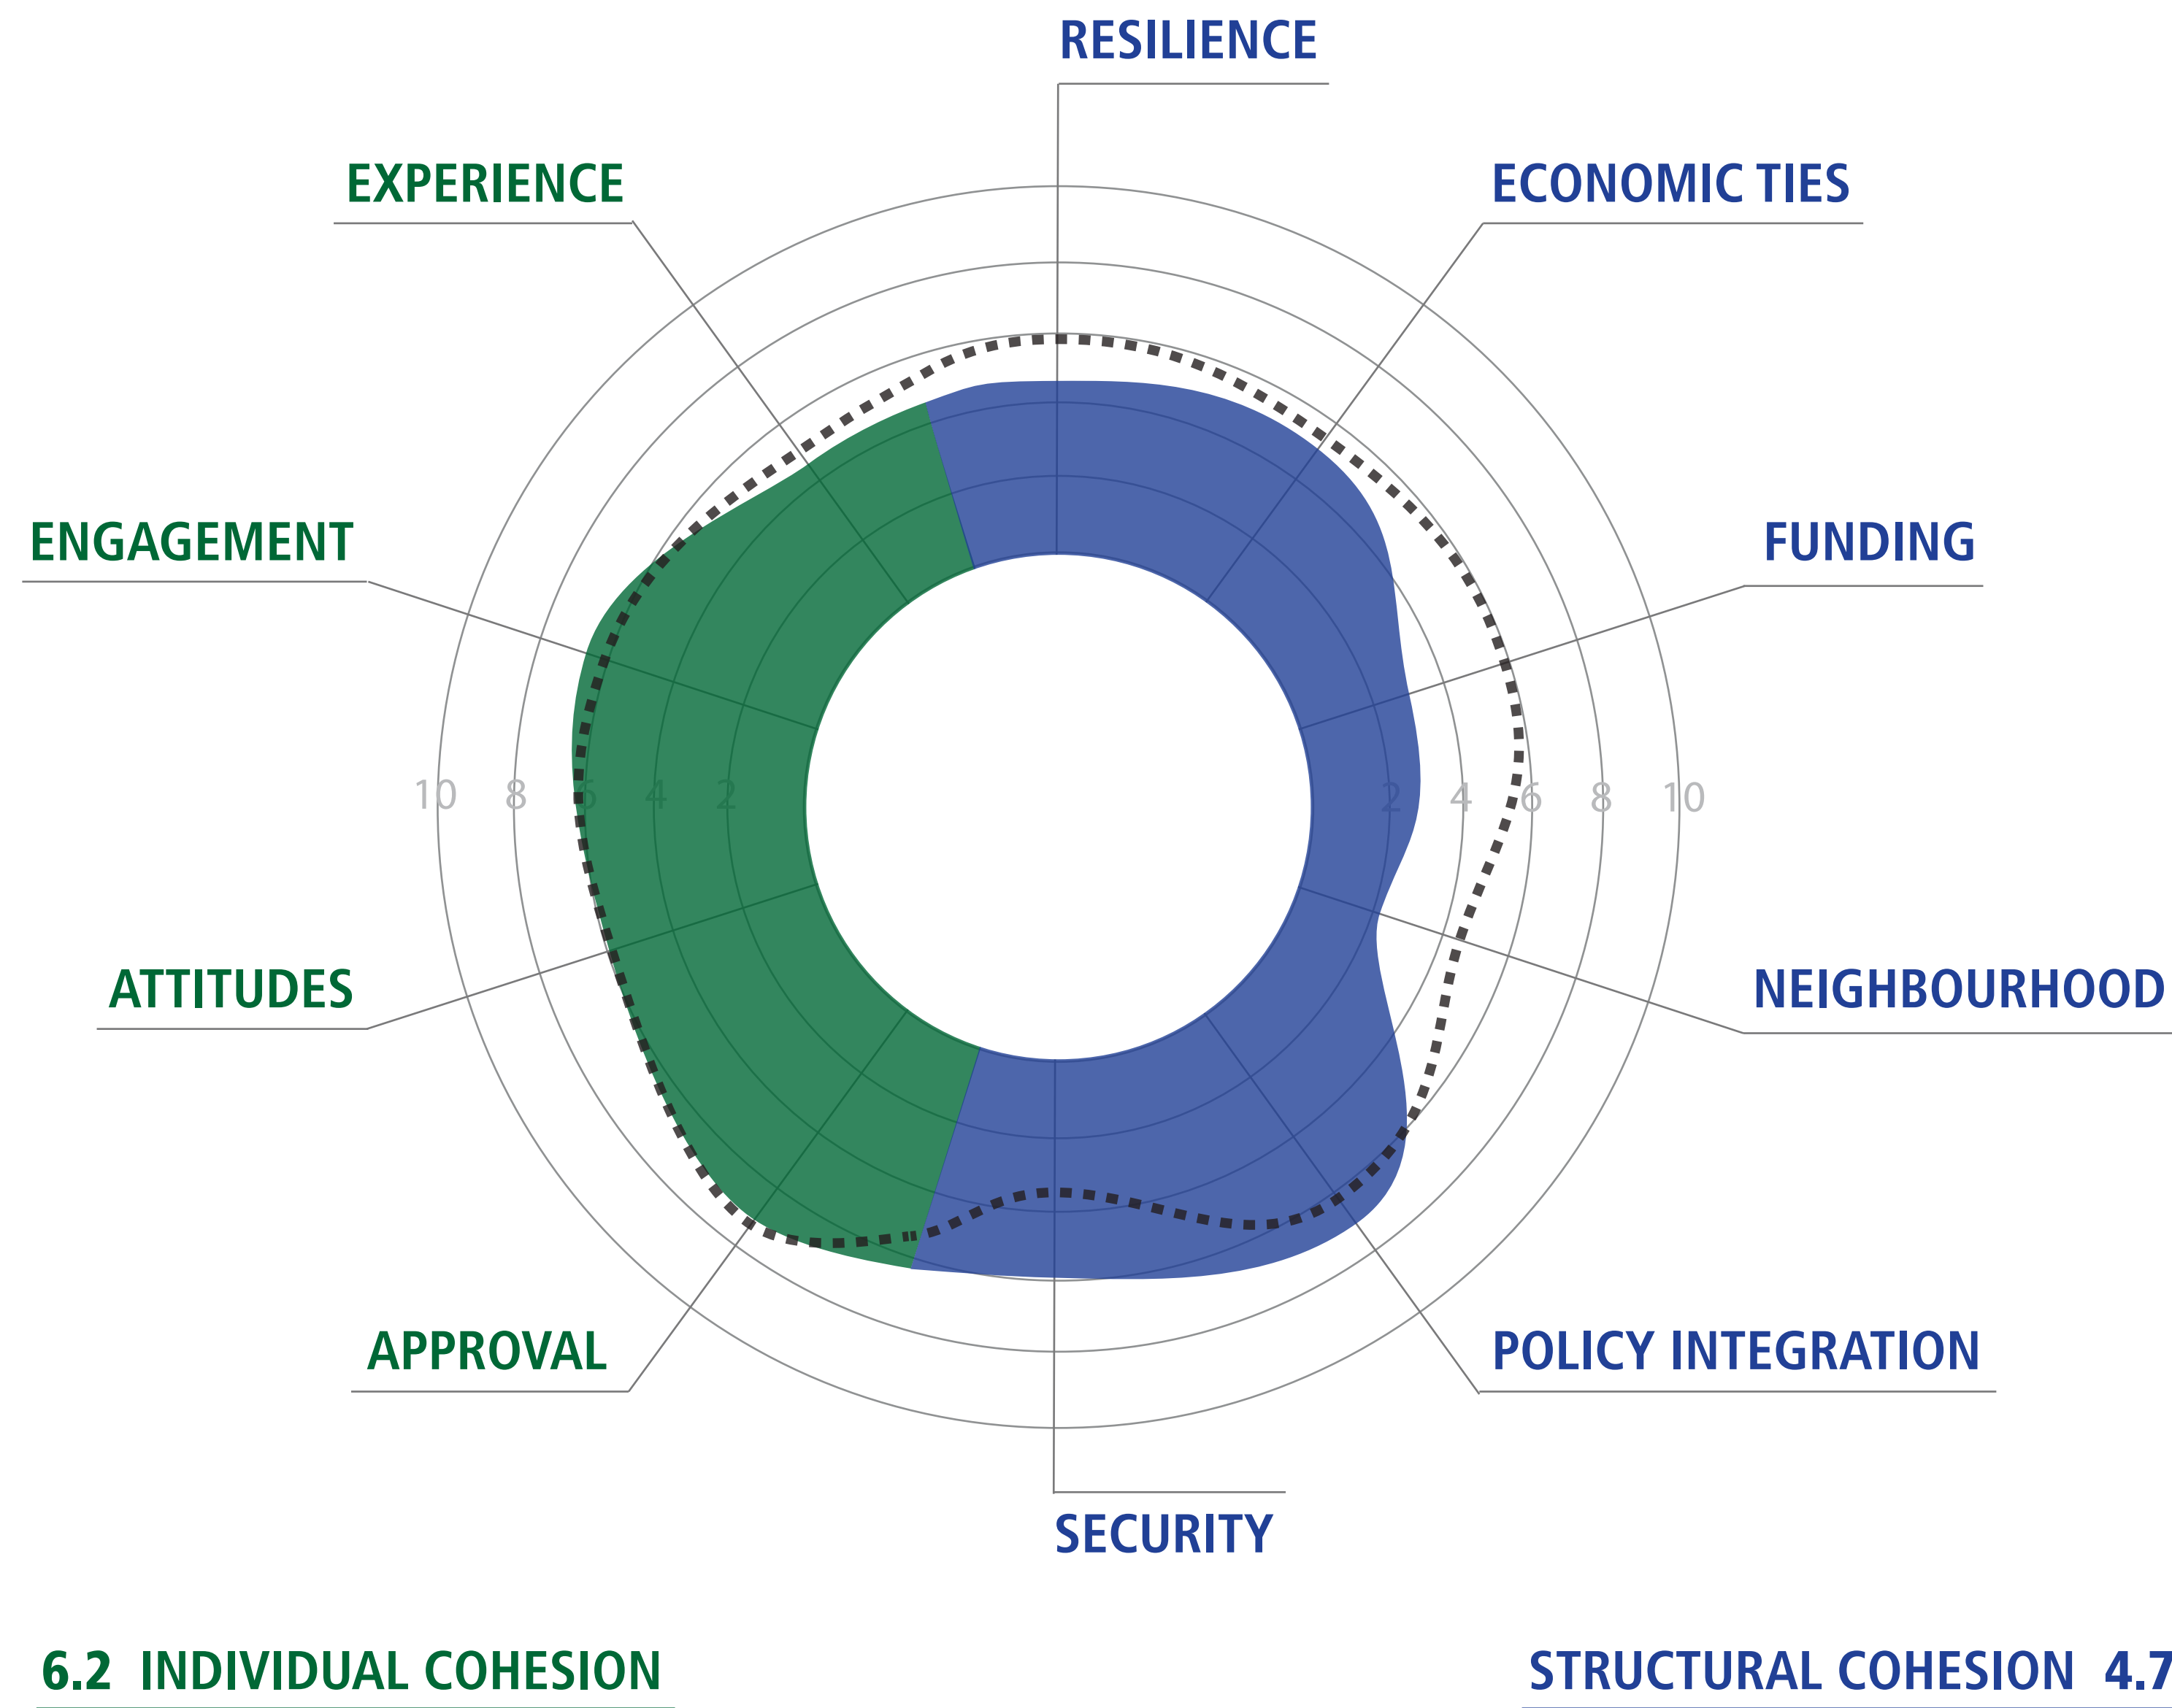 RESILIENCE
EXPERIENCE
ECONOMIC TIES
ENGAGEMENT
FUNDING
10 8 6 4 2 2 4 6 8 10
ATTITUDES
NEIGHBOURHOOD
APPROVAL
POLICY INTEGRATION
SECURITY
6.2 INDIVIDUAL COHESION
STRUCTURAL COHESION 4.7